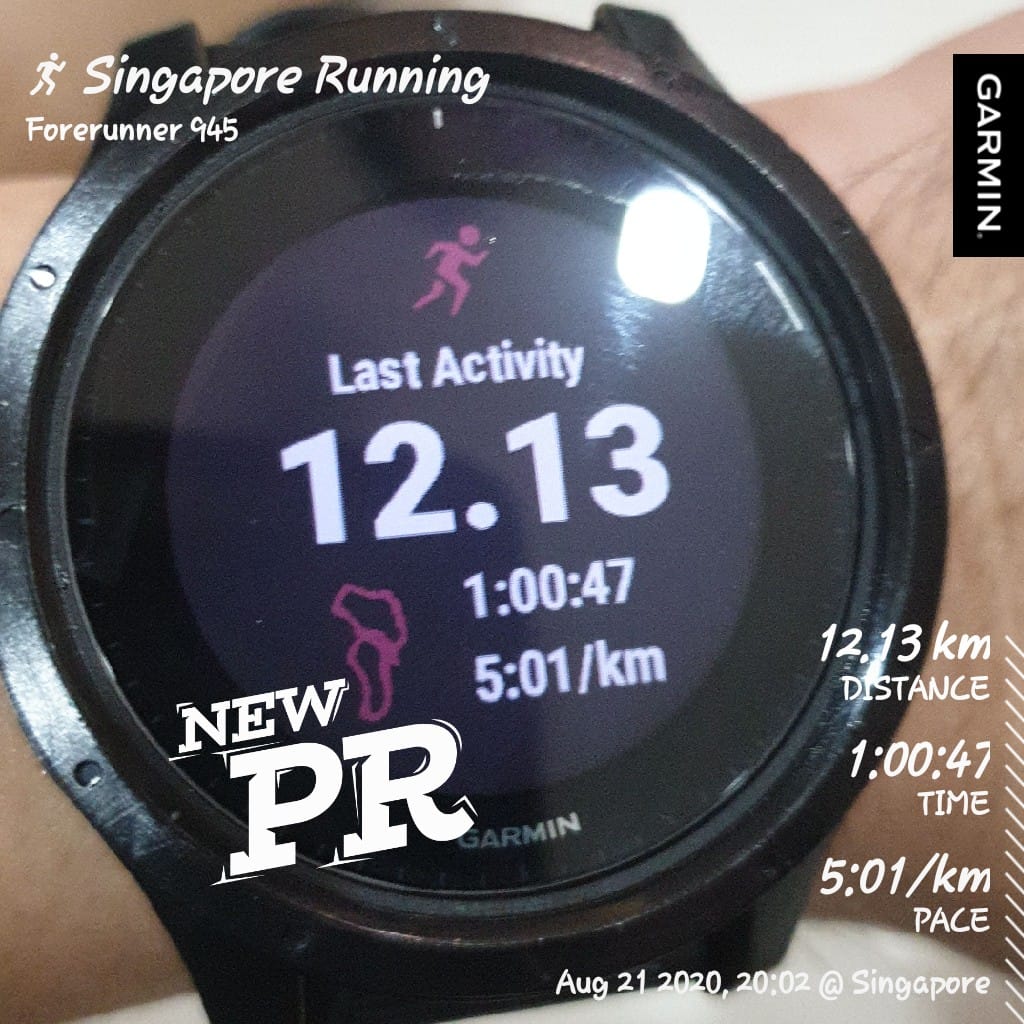 Singapore Running
Forerunner 945
GARMIN
Last Activity
12.13
1:00:47
5:01/km
NEW
PR
GARMIN
12.13 km
DISTANCE
1:00:47
TIME
5:01/km
PACE
Aug 21 2020, 20:02 @ Singapore